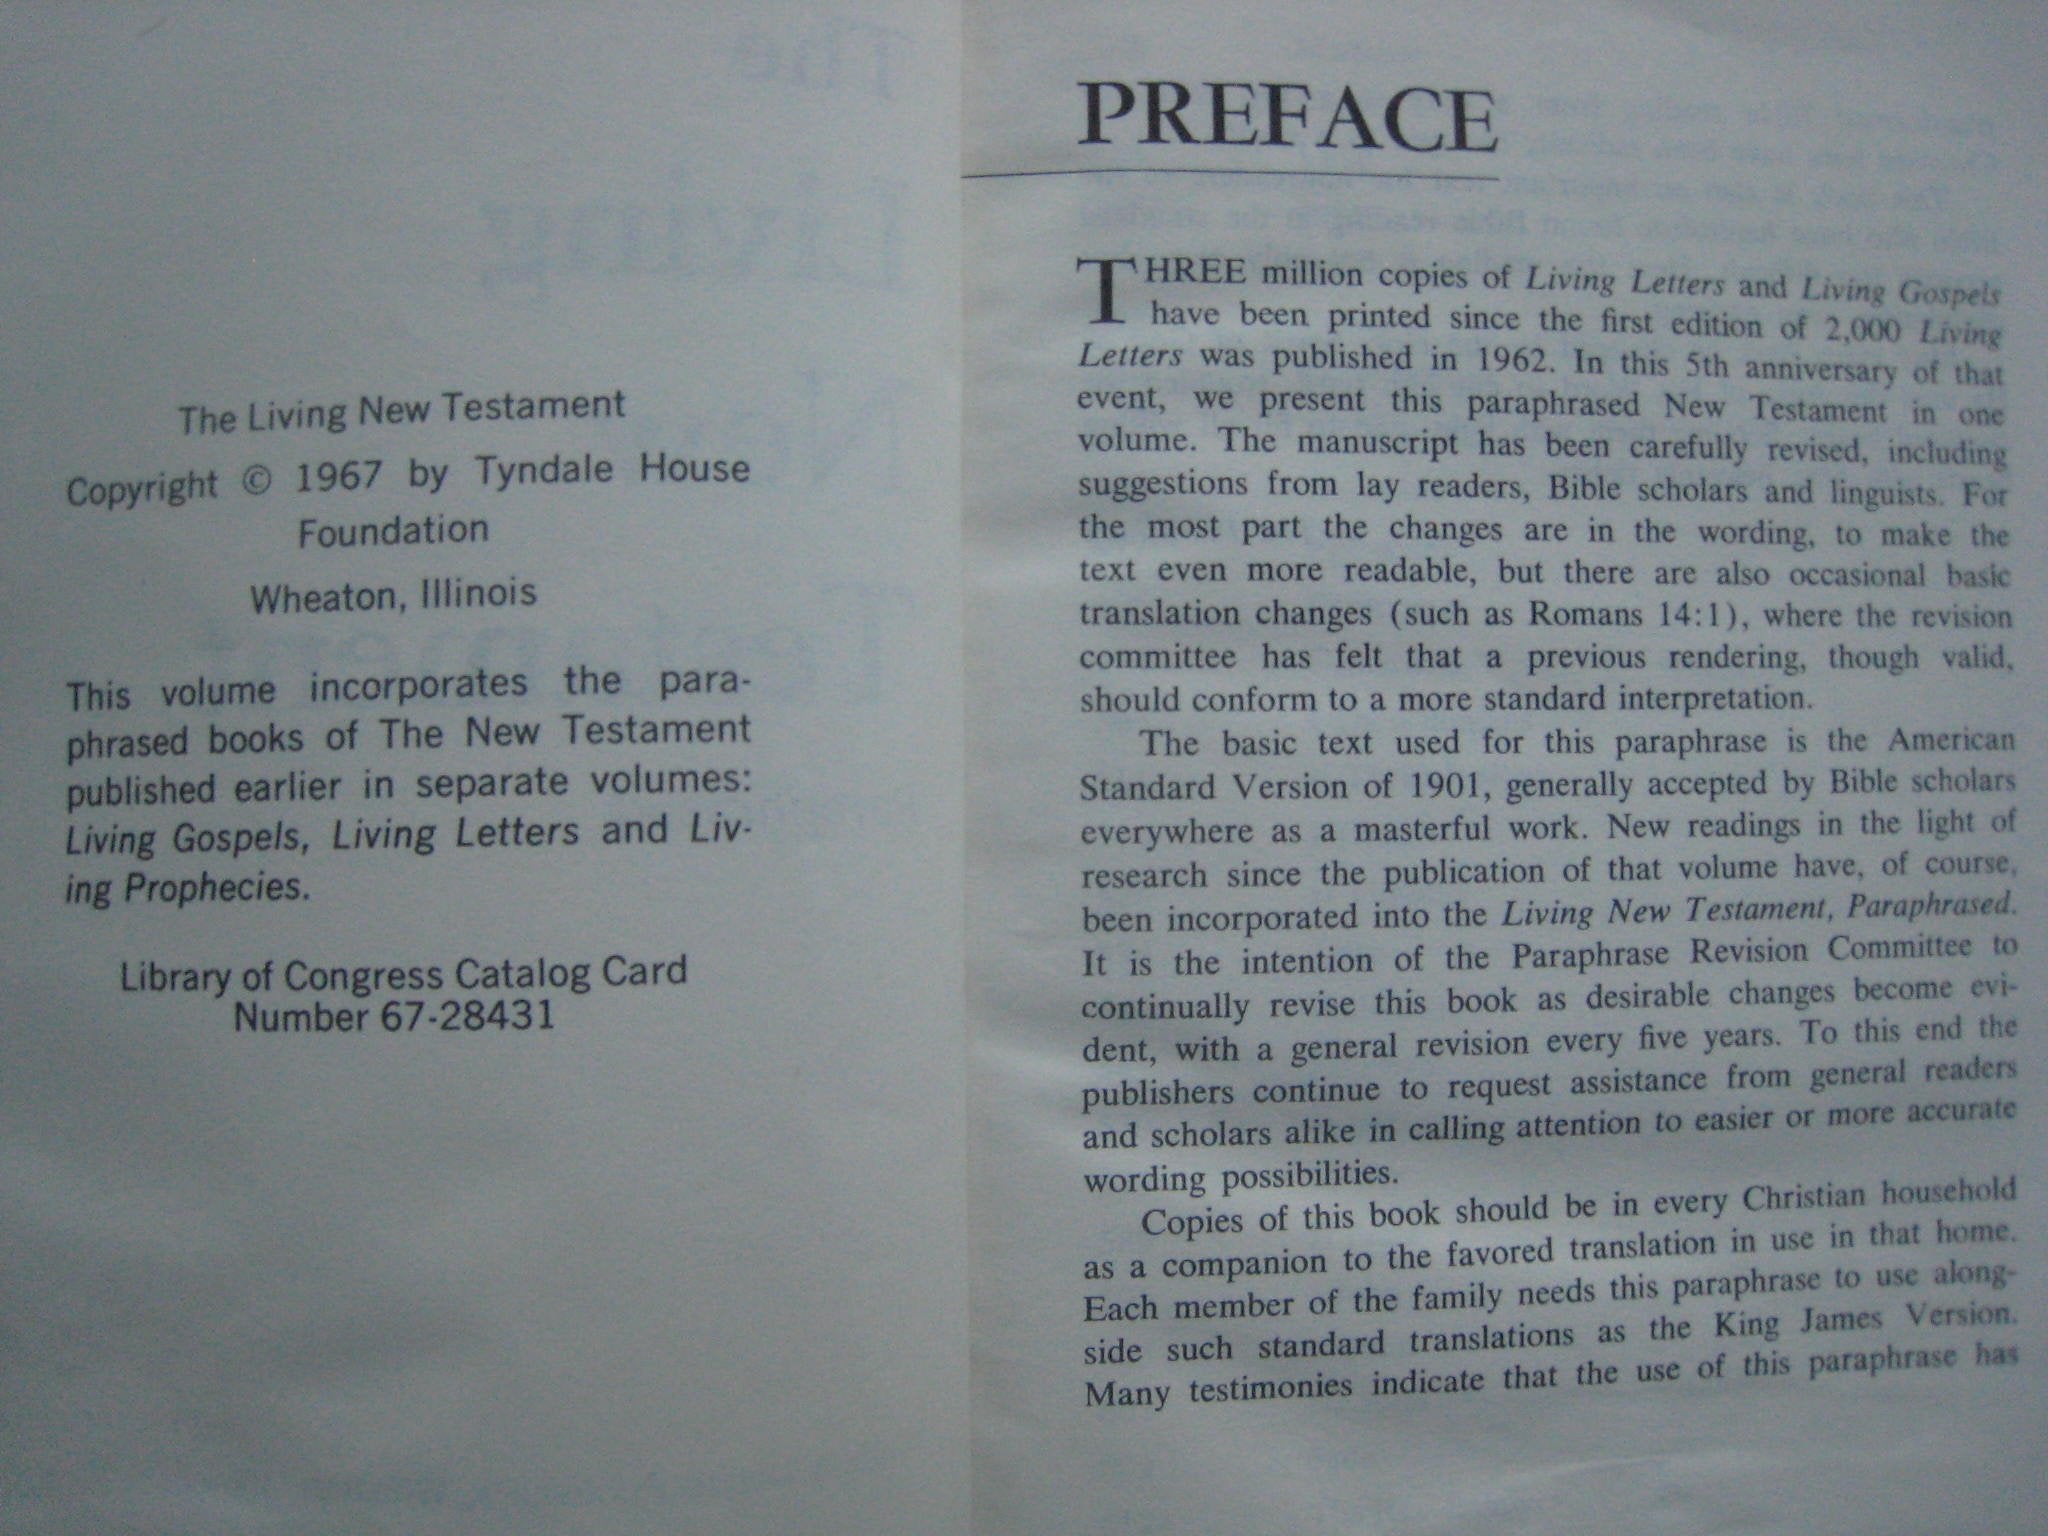 The Living New Testament
Copyright © 1967 by Tyndale House
Foundation
Wheaton, Illinois
This volume incorporates the para-
phrased books of The New Testament
published earlier in separate volumes:
Living Gospels, Living Letters and Liv-
ing Prophecies.
Library of Congress Catalog Card
Number 67-28431
PREFACE
THREE million copies of Living Letters and Living Gospels
have been printed since the first edition of 2,000 Living
Letters was published in 1962. In this 5th anniversary of that
event, we present this paraphrased New Testament in one
volume. The manuscript has been carefully revised, including
suggestions from lay readers, Bible scholars and linguists. For
the most part the changes are in the wording, to make the
text even more readable, but there are also occasional basic
translation changes (such as Romans 14:1), where the revision
committee has felt that a previous rendering, though valid,
should conform to a more standard interpretation.
The basic text used for this paraphrase is the American
Standard Version of 1901, generally accepted by Bible scholars
everywhere as a masterful work. New readings in the light of
research since the publication of that volume have, of course,
been incorporated into the Living New Testament, Paraphrased.
It is the intention of the Paraphrase Revision Committee to
continually revise this book as desirable changes become evi-
dent, with a general revision every five years. To this end the
publishers continue to request assistance from general readers
and scholars alike in calling attention to easier or more accurate
wording possibilities.
Copies of this book should be in every Christian household
as a companion to the favored translation in use in that home.
Each member of the family needs this paraphrase to use along-
side such standard translations as the King James Version.
Many testimonies indicate that the use of this paraphrase has